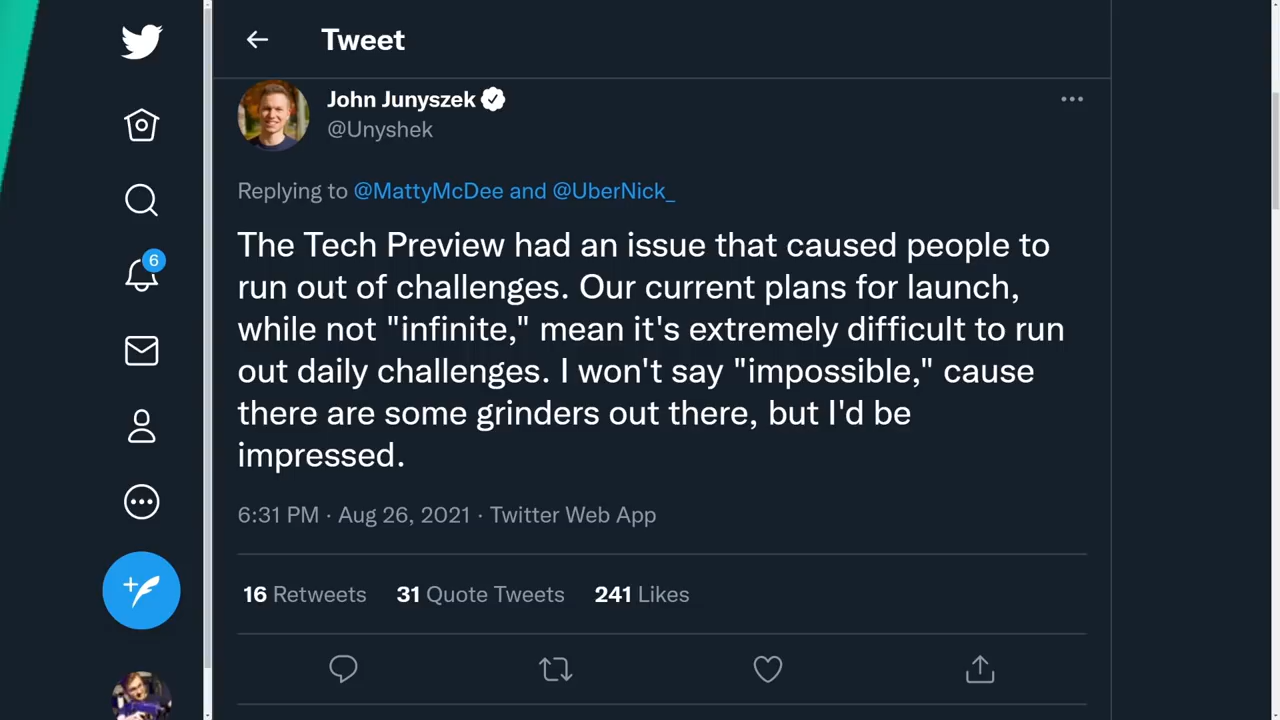 Tweet
John Junyszek
@Unyshek
Replying to @MattyMcDee and @UberNick_
The Tech Preview had an issue that caused people to
run out of challenges. Our current plans for launch,
while not "infinite," mean it's extremely difficult to run
out daily challenges. I won't say "impossible," cause
there are some grinders out there, but I'd be
impressed.
6:31 PM · Aug 26, 2021 · Twitter Web App
16 Retweets 31 Quote Tweets 241 Likes
6